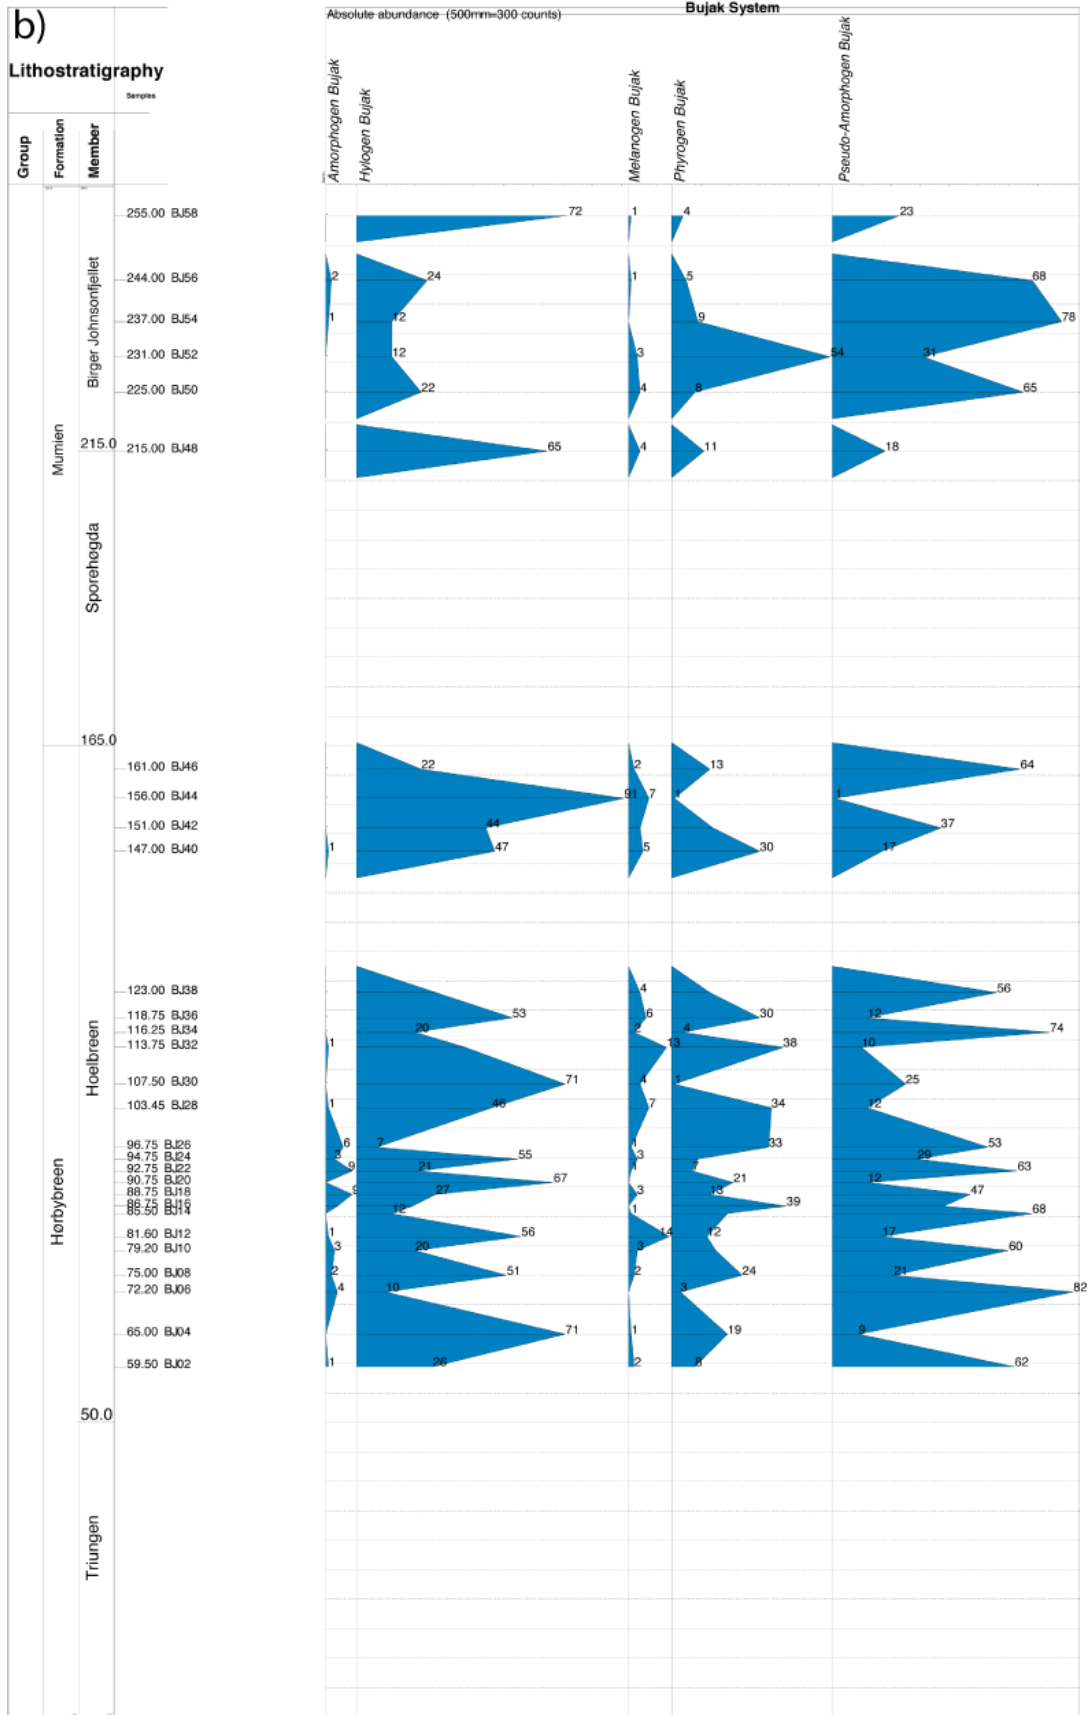 b)
Bujak System
Absolute abundance (500mm=300 counts)
Lithostratigraphy
Samples
Group
Formation
Member
Amorphogen Bujak
Hylogen Bujak
Melanogen Bujak
Phyrogen Bujak
Pseudo-Amorphogen Bujak
255.00 BJ58 72 1 4 23
244.00 BJ56 2 24 1 5 68
237.00 BJ54 1 12 9 78
231.00 BJ52 12 3 54 31
225.00 BJ50 22 4 8 65
Birger Johnsonfjellet
Mumien
215.0
215.00 BJ48 65 4 11 18
Sporehøgda
165.0
161.00 BJ46 22 2 13 64
156.00 BJ44 91 7 1 1
151.00 BJ42 44 37
147.00 BJ40 1 47 5 30 17
123.00 BJ38 4 56
118.75 BJ36 53 6 30 12
116.25 BJ34 20 2 4 74
113.75 BJ32 1 13 38 10
107.50 BJ30 71 4 1 25
103.45 BJ28 1 46 7 34 12
Hoelbreen
96.75 BJ26 6 7 1 33 53
94.75 BJ24 3 55 3 29
92.75 BJ22 9 21 1 7 63
90.75 BJ20 67 21 12
88.75 BJ18 9 27 3 13 47
86.75 BJ16 39
85.50 BJ14 12 1 68
81.60 BJ12 1 56 14 12 17
79.20 BJ10 3 20 3 60
75.00 BJ08 2 51 2 24 21
72.20 BJ06 4 10 3 82
Hørbybreen
65.00 BJ04 71 1 19 9
59.50 BJ02 1 26 2 8 62
50.0
Triungen